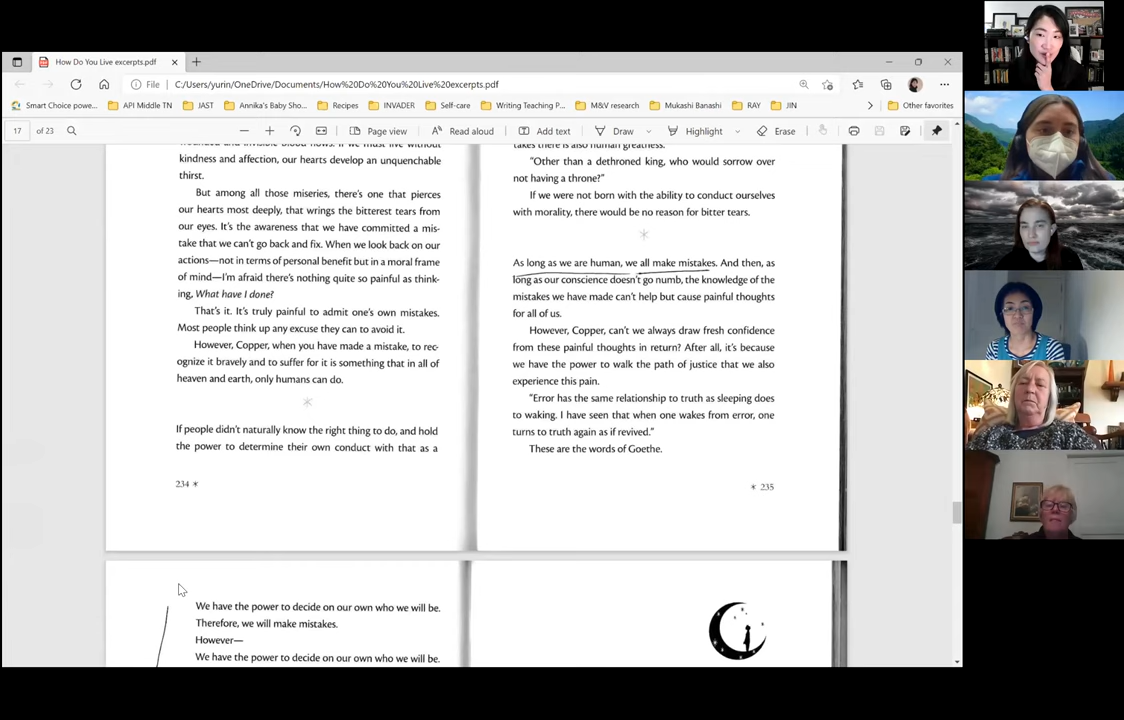 How Do You Live excerpts.pdf
File
C:/Users/yurin/OneDrive/Documents/How%20Do%20You%20Live%20excerpts.pdf
Smart Choice powe...
API Middle TN
JAST
Annika's Baby Sho...
Recipes
INVADER
Self-care
Writing Teaching P...
M&V research
Mukashi Banashi
RAY
JIN
Other favorites
17 of 23
Page view
Read aloud
Add text
Draw
Highlight
Erase
kindness and affection, our hearts develop an unquenchable
thirst.
But among all those miseries, there's one that pierces
our hearts most deeply, that wrings the bitterest tears from
our eyes. It's the awareness that we have committed a mis-
take that we can't go back and fix. When we look back on our
actions—not in terms of personal benefit but in a moral frame
of mind—I'm afraid there's nothing quite so painful as think-
ing, What have I done?
That's it. It's truly painful to admit one's own mistakes.
Most people think up any excuse they can to avoid it.
However, Copper, when you have made a mistake, to rec-
ognize it bravely and to suffer for it is something that in all of
heaven and earth, only humans can do.
*
If people didn't naturally know the right thing to do, and hold
the power to determine their own conduct with that as a
234 *
takes there is also human greatness.
"Other than a dethroned king, who would sorrow over
not having a throne?"
If we were not born with the ability to conduct ourselves
with morality, there would be no reason for bitter tears.
*
As long as we are human, we all make mistakes. And then, as
long as our conscience doesn't go numb, the knowledge of the
mistakes we have made can't help but cause painful thoughts
for all of us.
However, Copper, can't we always draw fresh confidence
from these painful thoughts in return? After all, it's because
we have the power to walk the path of justice that we also
experience this pain.
"Error has the same relationship to truth as sleeping does
to waking. I have seen that when one wakes from error, one
turns to truth again as if revived."
These are the words of Goethe.
* 235
We have the power to decide on our own who we will be.
Therefore, we will make mistakes.
However—
We have the power to decide on our own who we will be.